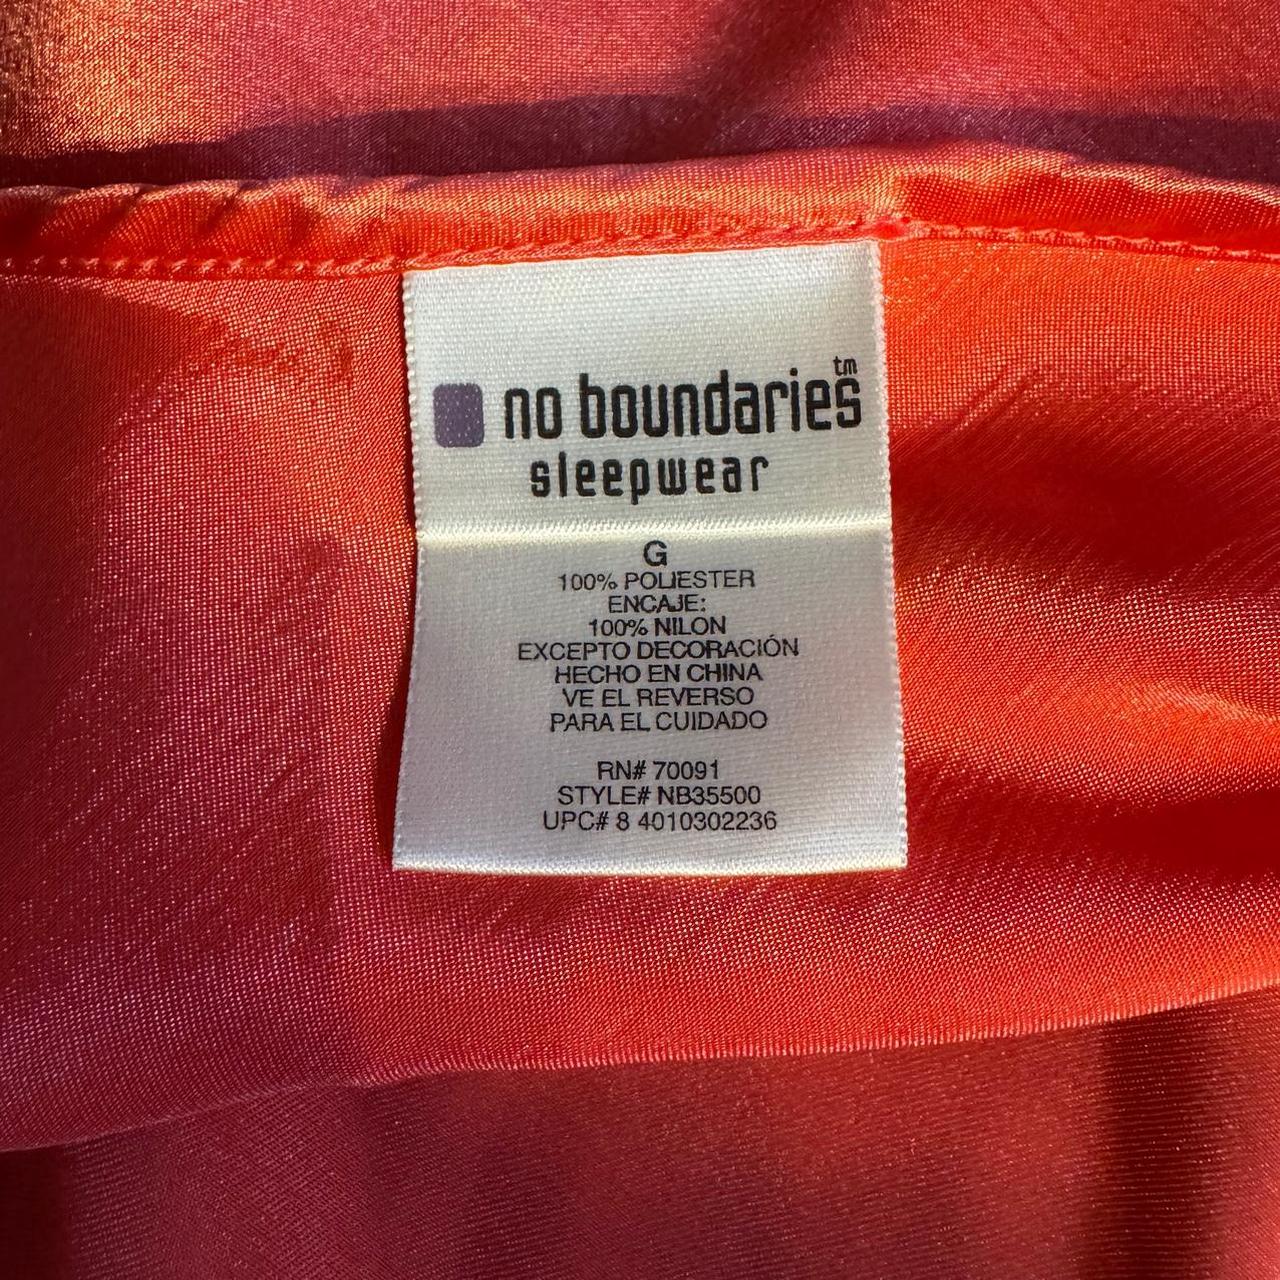 no boundaries tm
sleepwear
G
100% POLIESTER
ENCAJE:
100% NILON
EXCEPTO DECORACIÓN
HECHO EN CHINA
VE EL REVERSO
PARA EL CUIDADO
RN# 70091
STYLE# NB35500
UPC# 8 4010302236